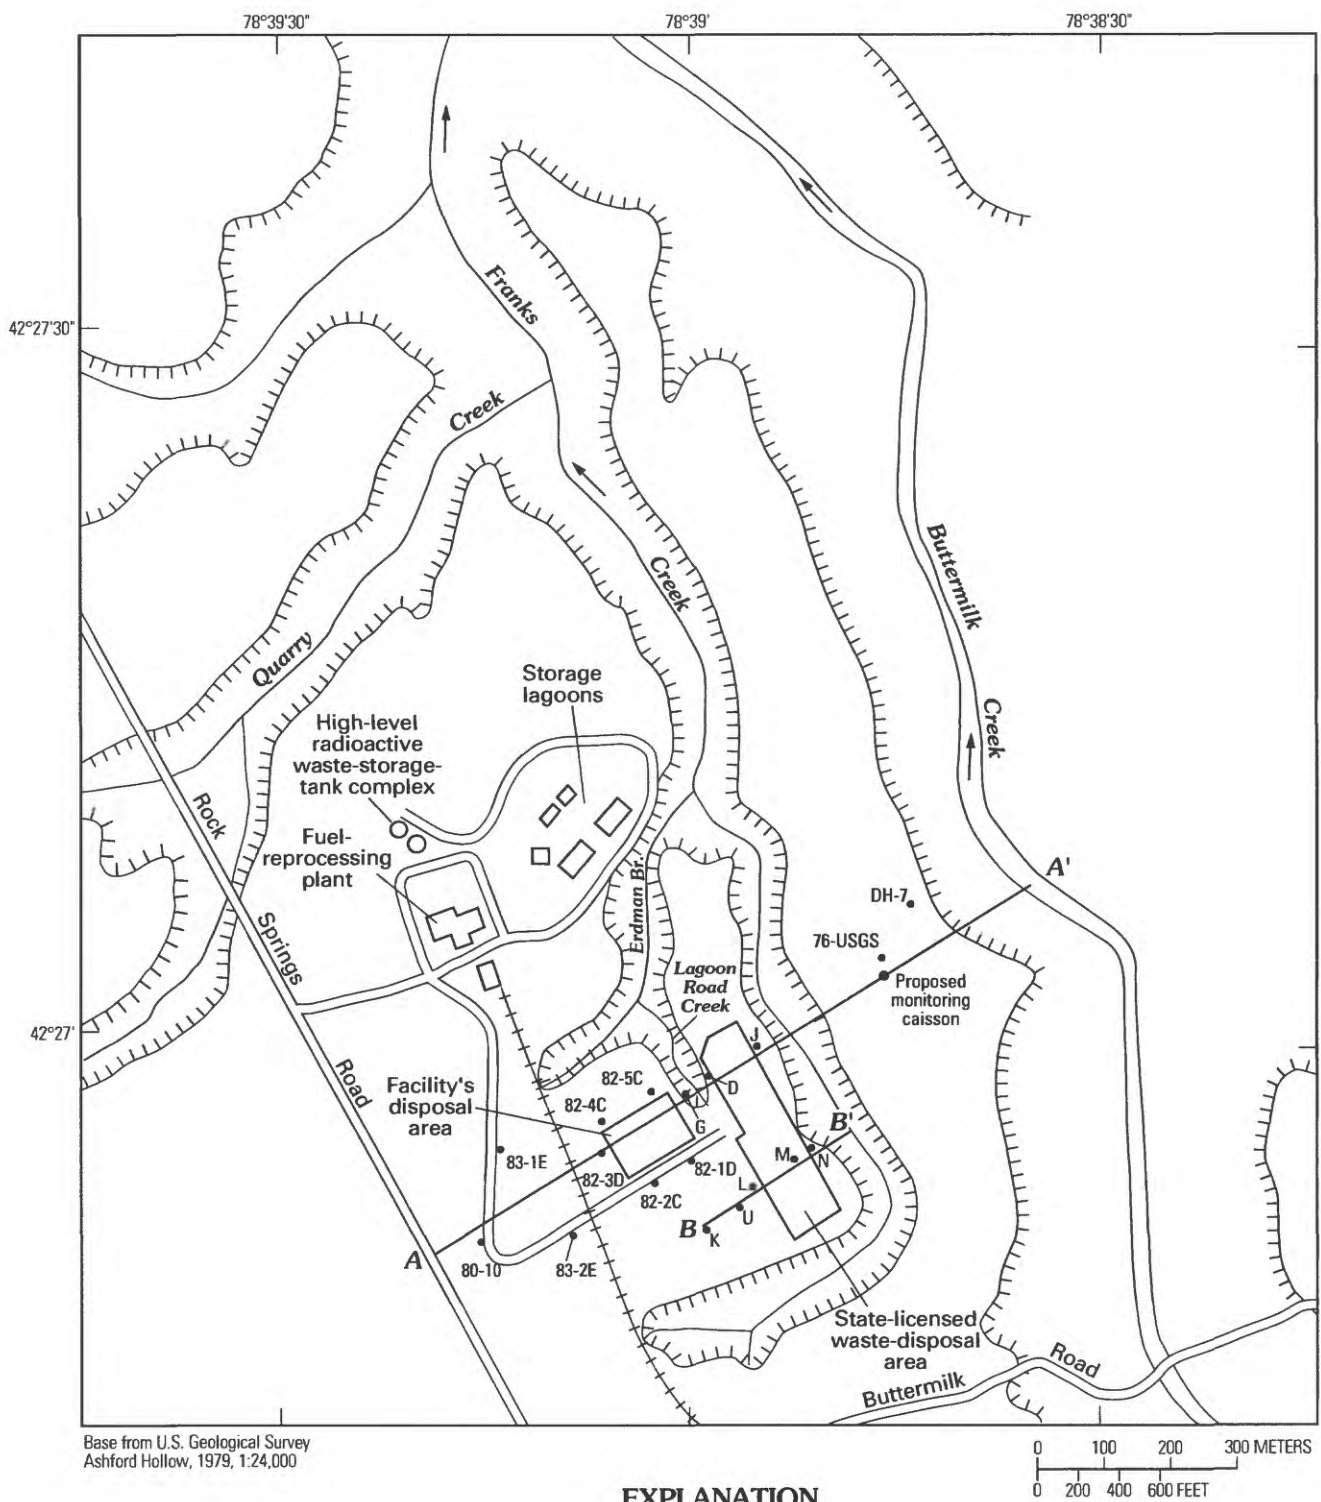 78°39'30"
78°39'
78°38'30"
42°27'30"
Franks
Creek
Creek
Buttermilk
Creek
Quarry
Storage
lagoons
High-level
radioactive
waste-storage-
tank complex
Rock
Fuel-
reprocessing
plant
Springs
Erdman Br.
A'
DH-7
76-USGS
Lagoon
Road
Creek
Proposed
monitoring
caisson
42°27'
J
Road
Facility's
disposal
area
82-5C
D
I
82-4C
G
B'
83-1E
82-3D
82-1D
M
N
82-2C
L
U
B
K
A
80-10
83-2E
State-licensed
waste-disposal
area
Buttermilk
Road
Base from U.S. Geological Survey
Ashford Hollow, 1979, 1:24,000
0 100 200 300 METERS
0 200 400 600 FEET
EXPLANATION